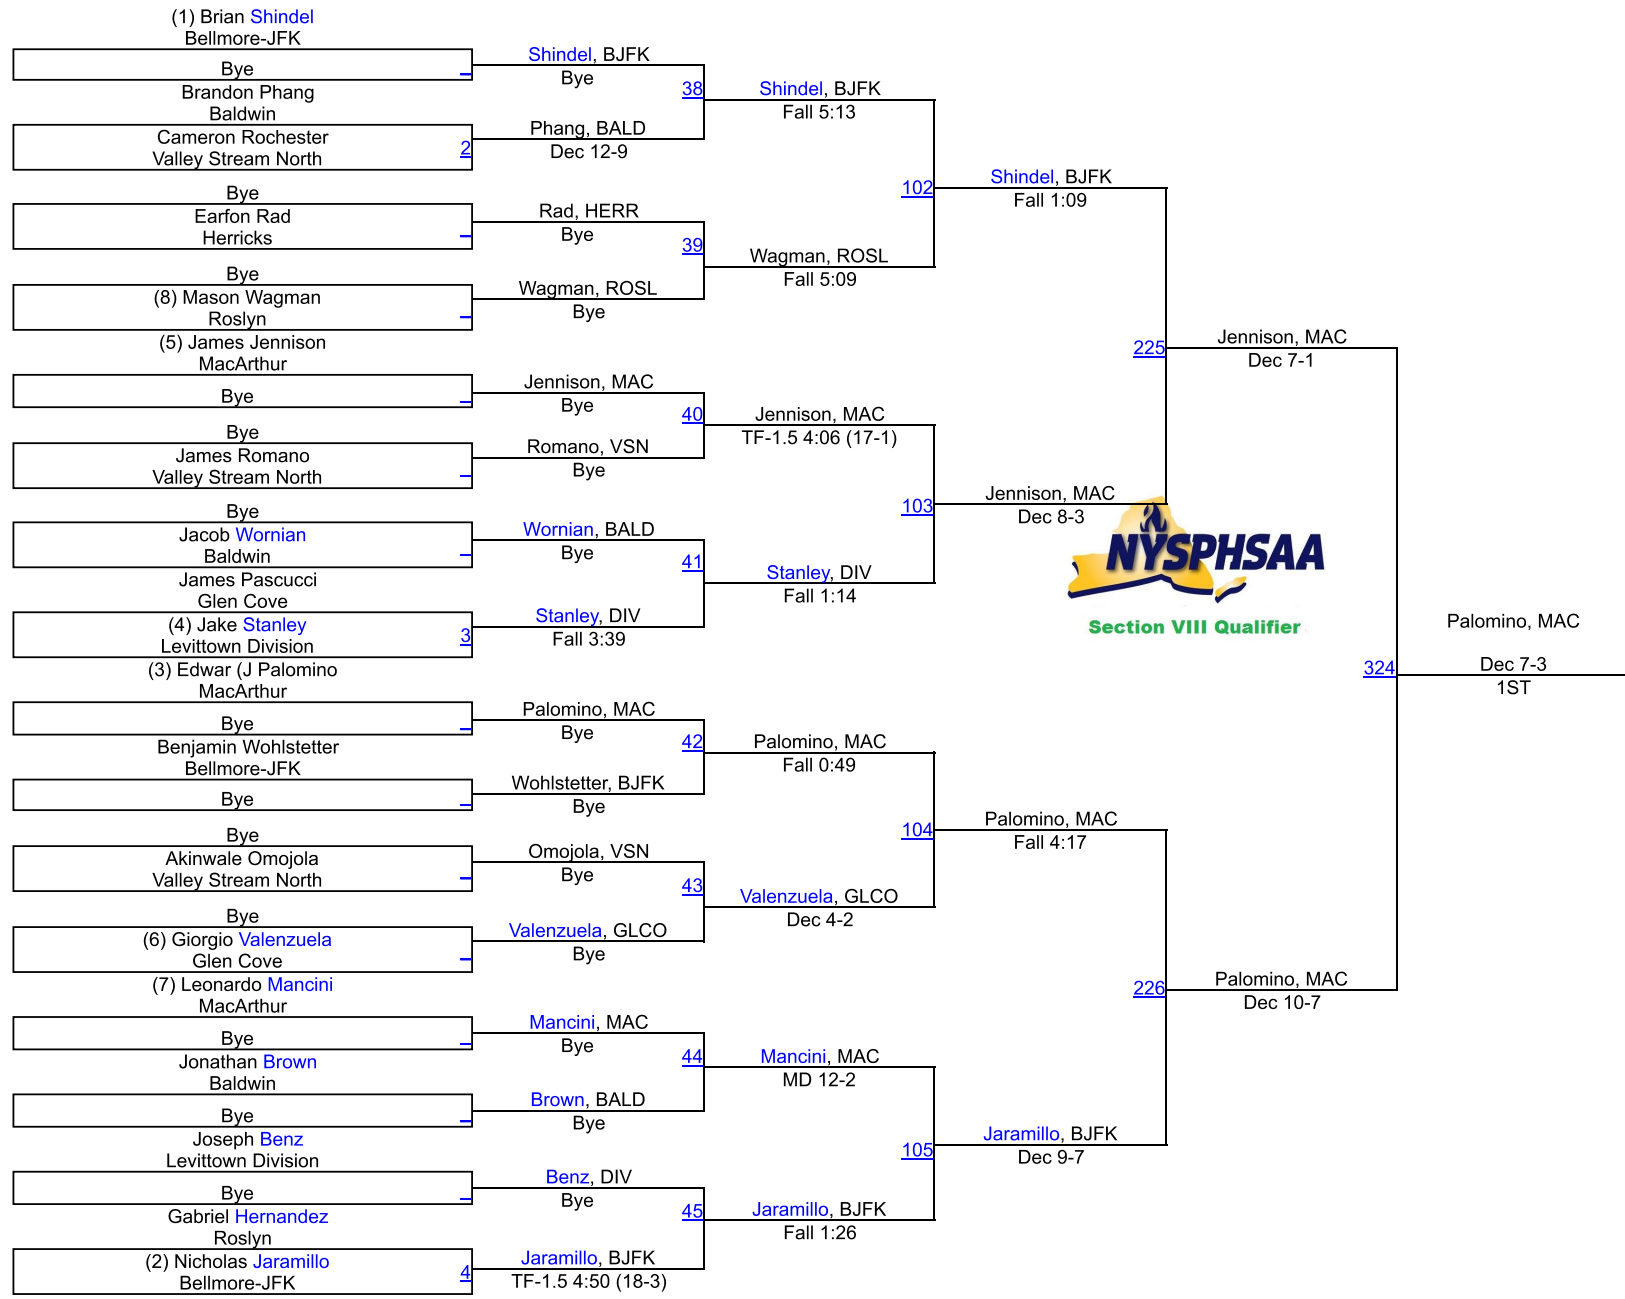 (1) Brian Shindel
Bellmore-JFK
Bye
Brandon Phang
Baldwin
Cameron Rochester
Valley Stream North
2
Bye
Earfon Rad
Herricks
Bye
(8) Mason Wagman
Roslyn
(5) James Jennison
MacArthur
Bye
Bye
James Romano
Valley Stream North
Bye
Jacob Wornian
Baldwin
James Pascucci
Glen Cove
(4) Jake Stanley
Levittown Division
3
(3) Edwar (J Palomino
MacArthur
Bye
Benjamin Wohlstetter
Bellmore-JFK
Bye
Bye
Akinwale Omojola
Valley Stream North
Bye
(6) Giorgio Valenzuela
Glen Cove
(7) Leonardo Mancini
MacArthur
Bye
Jonathan Brown
Baldwin
Bye
Joseph Benz
Levittown Division
Bye
Gabriel Hernandez
Roslyn
(2) Nicholas Jaramillo
Bellmore-JFK
4
Shindel, BJFK
Bye
38
Phang, BALD
Dec 12-9
Rad, HERR
Bye
39
Wagman, ROSL
Bye
Jennison, MAC
Bye
40
Romano, VSN
Bye
Wornian, BALD
Bye
41
Stanley, DIV
Fall 3:39
Palomino, MAC
Bye
42
Wohlstetter, BJFK
Bye
Omojola, VSN
Bye
43
Valenzuela, GLCO
Bye
Mancini, MAC
Bye
44
Brown, BALD
Bye
Benz, DIV
Bye
45
Jaramillo, BJFK
TF-1.5 4:50 (18-3)
Shindel, BJFK
Fall 5:13
102
Wagman, ROSL
Fall 5:09
Jennison, MAC
TF-1.5 4:06 (17-1)
103
Stanley, DIV
Fall 1:14
Palomino, MAC
Fall 0:49
104
Valenzuela, GLCO
Dec 4-2
Mancini, MAC
MD 12-2
105
Jaramillo, BJFK
Fall 1:26
Shindel, BJFK
Fall 1:09
225
Jennison, MAC
Dec 8-3
NYSPHSAA
Section VIII Qualifier
Palomino, MAC
Fall 4:17
226
Jaramillo, BJFK
Dec 9-7
Jennison, MAC
Dec 7-1
324
Palomino, MAC
Dec 10-7
Palomino, MAC
Dec 7-3
1ST